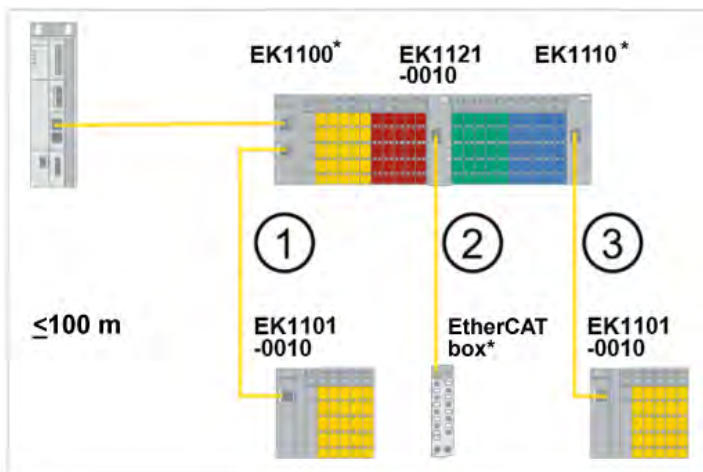 EK1100*
EK1121
-0010
EK1110*
1
2
3
≤100 m
EK1101
-0010
EtherCAT
box*
EK1101
-0010